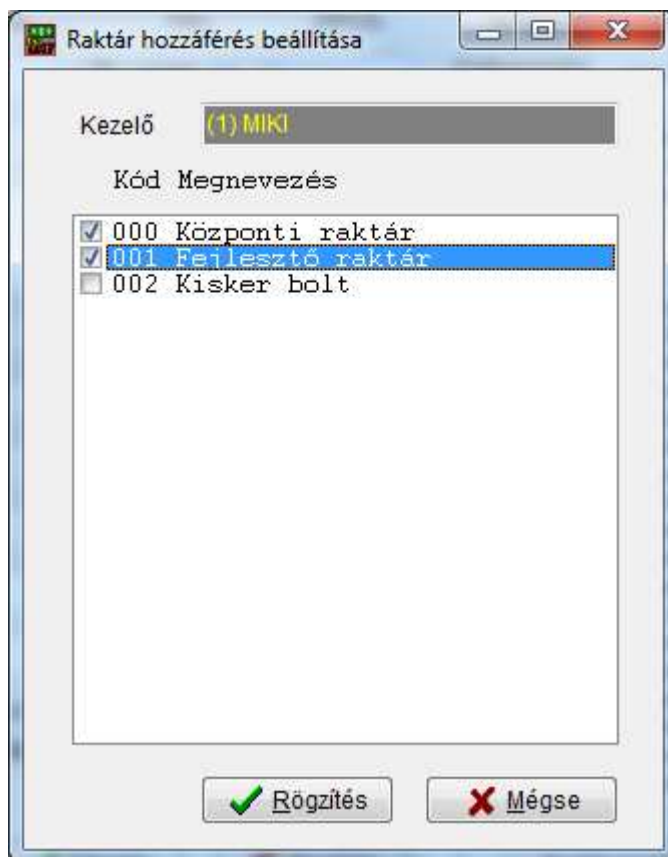 Raktár hozzáférés beállítása
Kezelő (1) MIKI
Kód Megnevezés
000 Központi raktár
001 Fejlesztő raktár
002 Kisker bolt
Rögzítés Mégse